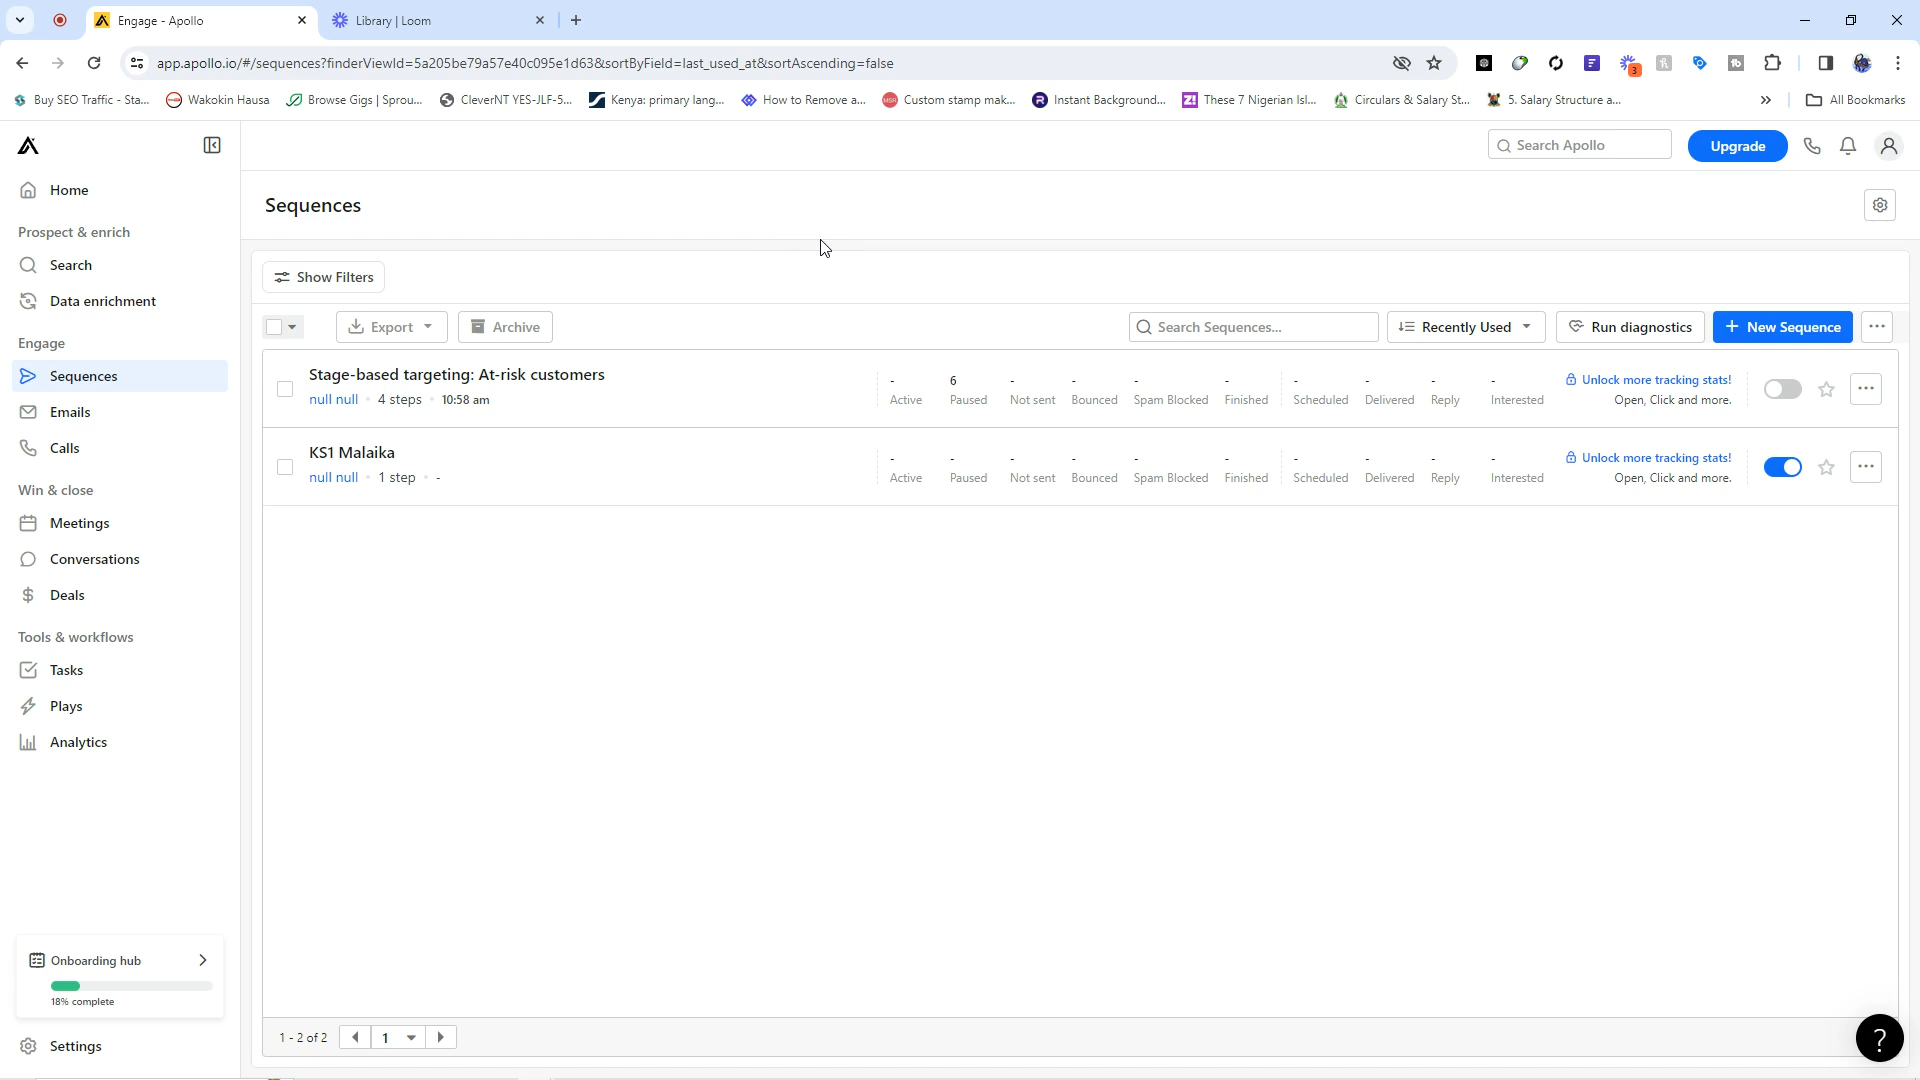 Engage - Apollo
Library | Loom
app.apollo.io/#/sequences?finderViewId=5a205be79a57e40c095e1d63&sortByField=last_used_at&sortAscending=false
3
Buy SEO Traffic - Sta...
Wakokin Hausa
Browse Gigs | Sprou...
CleverNT YES-JLF-5...
Kenya: primary lang...
How to Remove a...
Custom stamp mak...
Instant Background...
These 7 Nigerian Isl...
Circulars & Salary St...
5. Salary Structure a...
All Bookmarks
Search Apollo
Upgrade
Home
Prospect & enrich
Search
Data enrichment
Engage
Sequences
Emails
Calls
Win & close
Meetings
Conversations
Deals
Tools & workflows
Tasks
Plays
Analytics
Onboarding hub
18% complete
Settings
Sequences
Show Filters
Export
Archive
Search Sequences...
Recently Used
Run diagnostics
+ New Sequence
Stage-based targeting: At-risk customers
null null • 4 steps • 10:58 am
- 6 - - - - - - - -
Active Paused Not sent Bounced Spam Blocked Finished Scheduled Delivered Reply Interested
Unlock more tracking stats!
Open, Click and more.
KS1 Malaika
null null • 1 step • -
- - - - - - - - - -
Active Paused Not sent Bounced Spam Blocked Finished Scheduled Delivered Reply Interested
Unlock more tracking stats!
Open, Click and more.
1 - 2 of 2
1
?